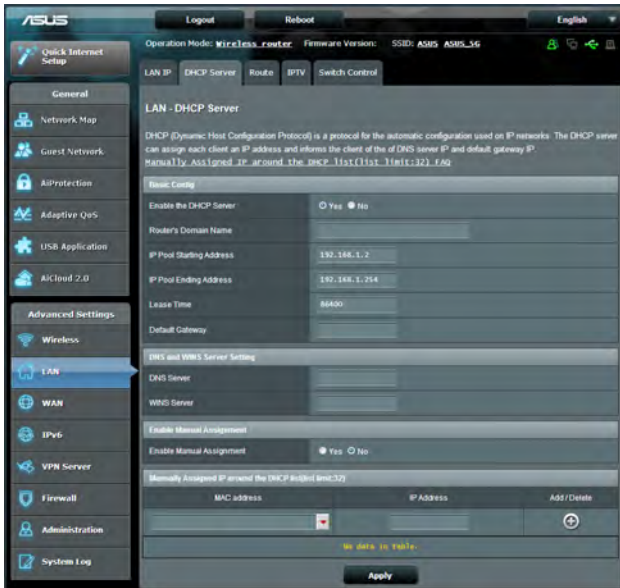 ASUS
Logout
Reboot
English
Quick Internet Setup
Operation Mode: Wireless router Firmware Version: SSID: ASUS ASUS_5G
LAN IP DHCP Server Route IPTV Switch Control
General
Network Map
Guest Network
AiProtection
Adaptive QoS
USB Application
AiCloud 2.0
Advanced Settings
Wireless
LAN
WAN
IPv6
VPN Server
Firewall
Administration
System Log
LAN - DHCP Server
DHCP (Dynamic Host Configuration Protocol) is a protocol for the automatic configuration used on IP networks. The DHCP server
can assign each client an IP address and informs the client of the of DNS server IP and default gateway IP.
Manually Assigned IP around the DHCP list(list limit:32) FAQ
Basic Config
Enable the DHCP Server Yes No
Router's Domain Name
IP Pool Starting Address 192.168.1.2
IP Pool Ending Address 192.168.1.254
Lease Time 86400
Default Gateway
DNS and WINS Server Setting
DNS Server
WINS Server
Enable Manual Assignment
Enable Manual Assignment Yes No
Manually Assigned IP around the DHCP list(list limit:32)
MAC address IP Address Add / Delete
No data in table.
Apply